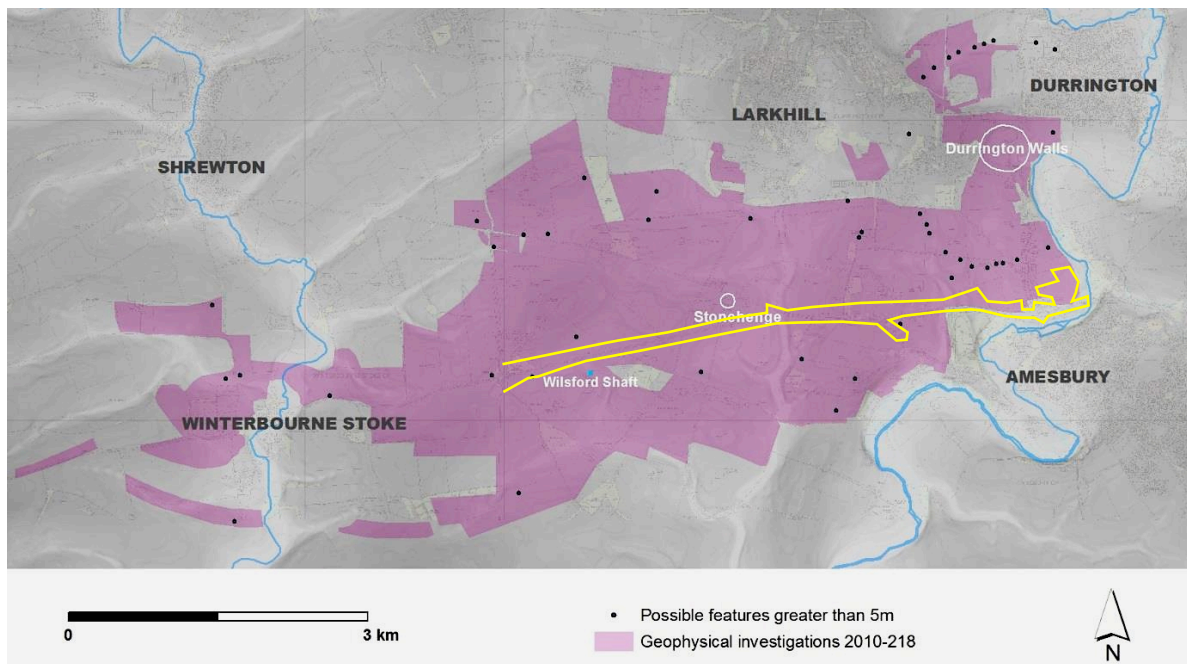 DURRINGTON
LARKHILL
Durrington Walls
SHREWTON
Stonehenge
Wilsford Shaft
AMESBURY
WINTERBOURNE STOKE
0
3 km
Possible features greater than 5m
Geophysical investigations 2010-218
N